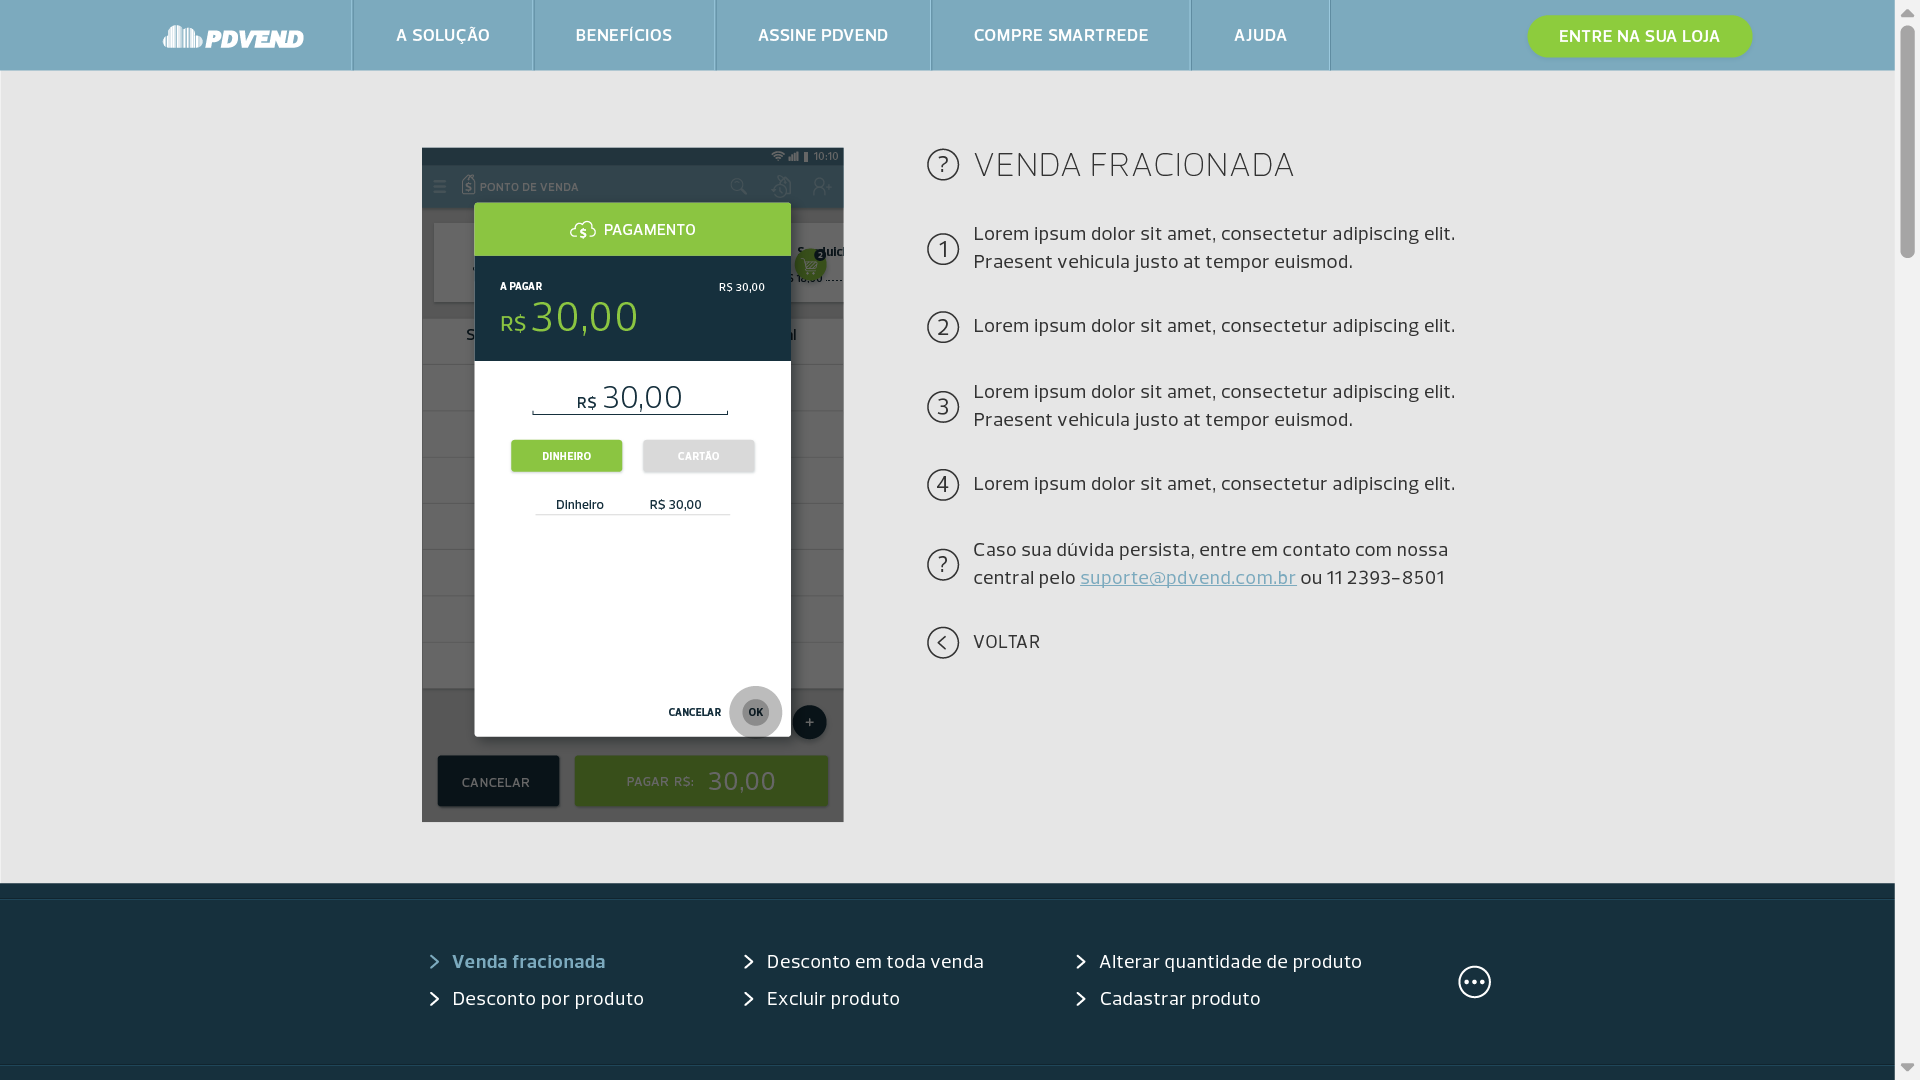 PDVEND
A SOLUÇÃO
BENEFÍCIOS
ASSINE PDVEND
COMPRE SMARTREDE
AJUDA
ENTRE NA SUA LOJA
10:10
PONTO DE VENDA
PAGAMENTO
A PAGAR
R$ 30,00
R$ 30,00
R$ 30,00
DINHEIRO
CARTÃO
Dinheiro R$ 30,00
CANCELAR
OK
+
CANCELAR
PAGAR RS: 30,00
? VENDA FRACIONADA
1 Lorem ipsum dolor sit amet, consectetur adipiscing elit.
Praesent vehicula justo at tempor euismod.
2 Lorem ipsum dolor sit amet, consectetur adipiscing elit.
3 Lorem ipsum dolor sit amet, consectetur adipiscing elit.
Praesent vehicula justo at tempor euismod.
4 Lorem ipsum dolor sit amet, consectetur adipiscing elit.
? Caso sua dúvida persista, entre em contato com nossa
central pelo suporte@pdvend.com.br ou 11 2393-8501
VOLTAR
Venda fracionada
Desconto por produto
Desconto em toda venda
Excluir produto
Alterar quantidade de produto
Cadastrar produto